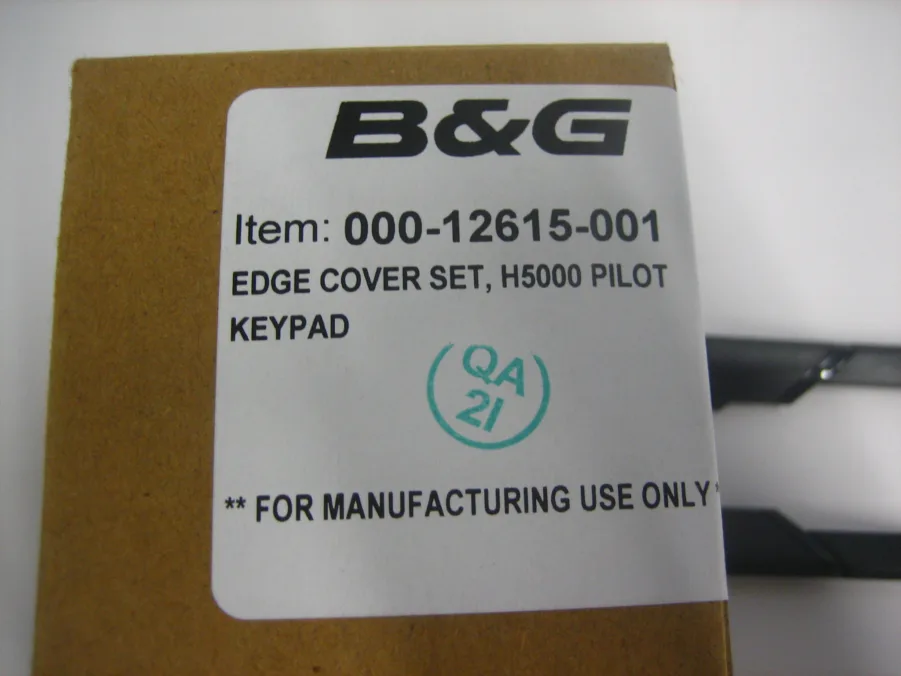 B&G
Item: 000-12615-001
EDGE COVER SET, H5000 PILOT
KEYPAD
QA
21
** FOR MANUFACTURING USE ONLY*